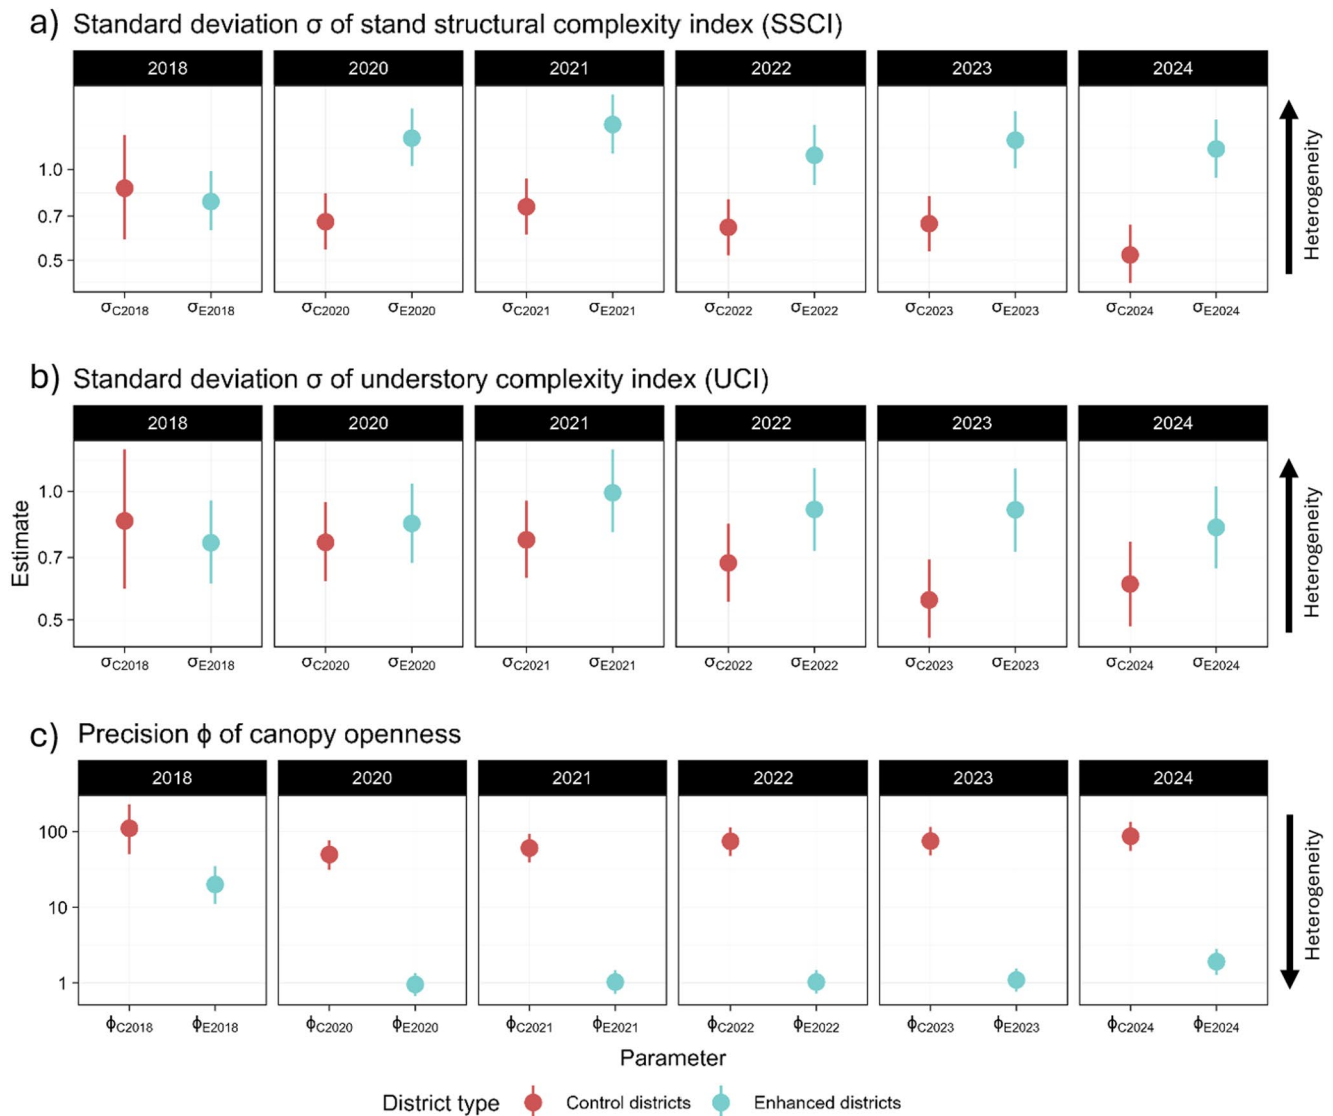 a) Standard deviation σ of stand structural complexity index (SSCI)
2018 2020 2021 2022 2023 2024
1.0
0.7
0.5
σC2018 σE2018 σC2020 σE2020 σC2021 σE2021 σC2022 σE2022 σC2023 σE2023 σC2024 σE2024
Heterogeneity
b) Standard deviation σ of understory complexity index (UCI)
2018 2020 2021 2022 2023 2024
Estimate
1.0
0.7
0.5
σC2018 σE2018 σC2020 σE2020 σC2021 σE2021 σC2022 σE2022 σC2023 σE2023 σC2024 σE2024
Heterogeneity
c) Precision ϕ of canopy openness
2018 2020 2021 2022 2023 2024
100
10
1
ϕC2018 ϕE2018 ϕC2020 ϕE2020 ϕC2021 ϕE2021 ϕC2022 ϕE2022 ϕC2023 ϕE2023 ϕC2024 ϕE2024
Heterogeneity
Parameter
District type Control districts Enhanced districts